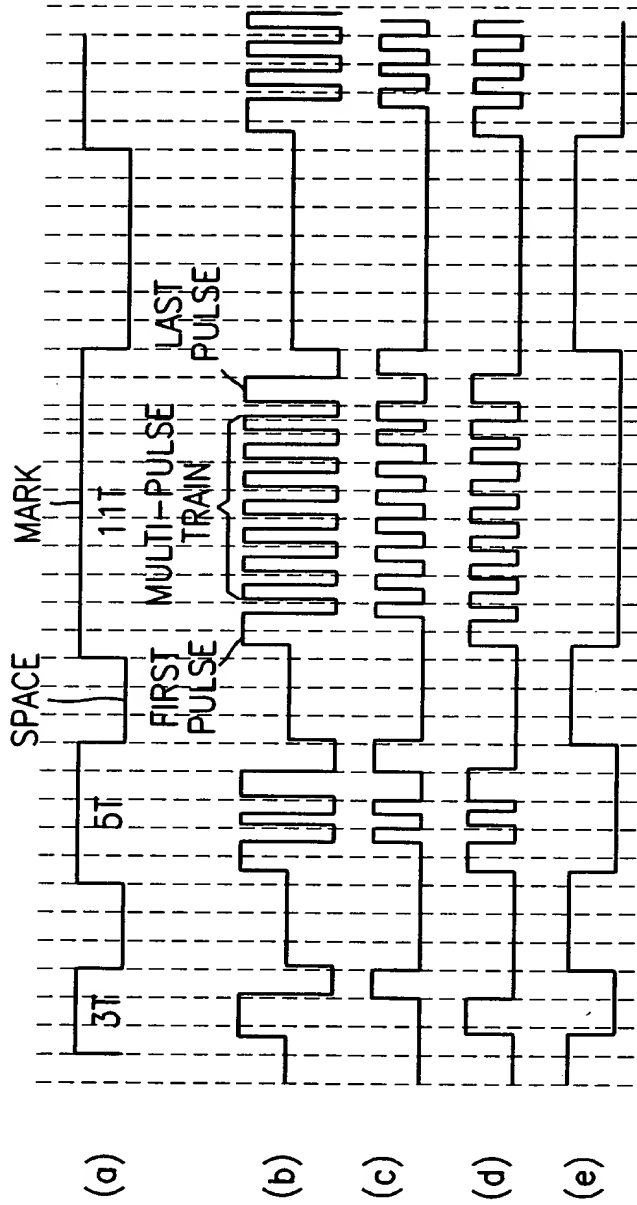 SPACE
MARK
(a)
3T
5T
11T
FIRST
PULSE
MULTI-PULSE
TRAIN
LAST
PULSE
(b)
(c)
(d)
(e)